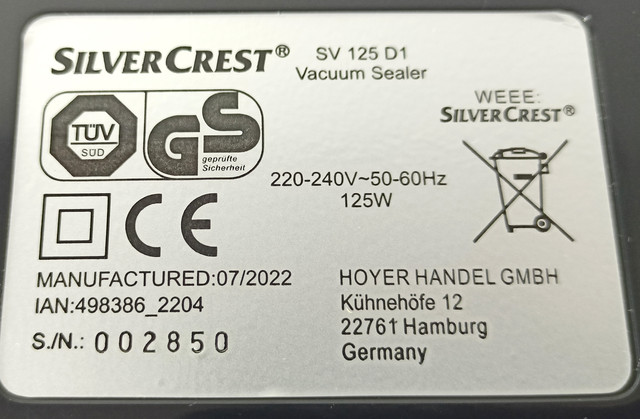 SILVERCREST® SV 125 D1
Vacuum Sealer
TÜV
SÜD
GS
geprüfte
Sicherheit
WEEE:
SILVERCREST®
220-240V~50-60Hz
125W
CE
MANUFACTURED:07/2022
IAN:498386_2204
S./N.: 002850
HOYER HANDEL GMBH
Kühnehöfe 12
22761 Hamburg
Germany